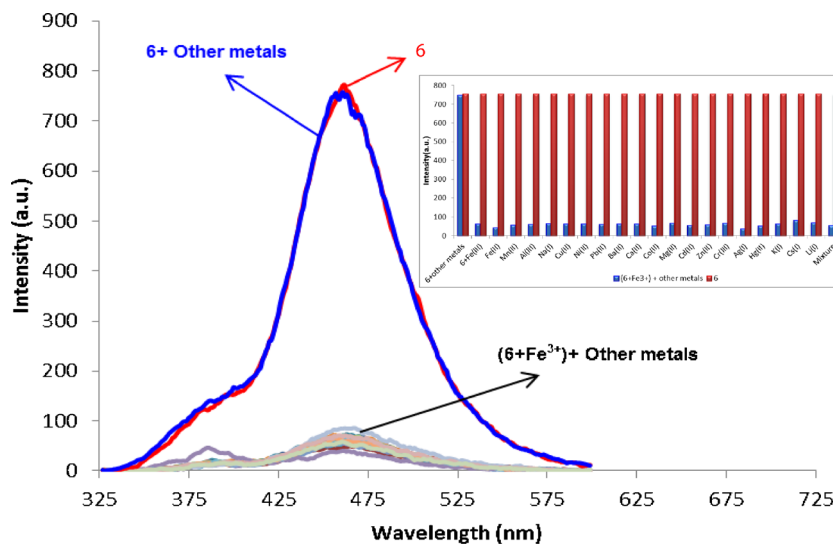 900
800
700
600
500
400
300
200
100
0
Intensity (a.u.)
6+ Other metals
6
(6+Fe3+)+ Other metals
325 375 425 475 525 575 625 675 725
Wavelength (nm)
800
700
600
500
400
300
200
100
0
Intensity(a.u.)
6+other metals
6+Fe(III)
Fe(II)
Mn(II)
Al(III)
Na(I)
Cu(II)
Ni(II)
Pb(II)
Ba(II)
Ca(II)
Co(II)
Mg(II)
Cd(II)
Zn(II)
Cr(III)
Ag(I)
Hg(II)
K(I)
Cs(I)
Li(I)
Mixture
(6+Fe3+) + other metals 6